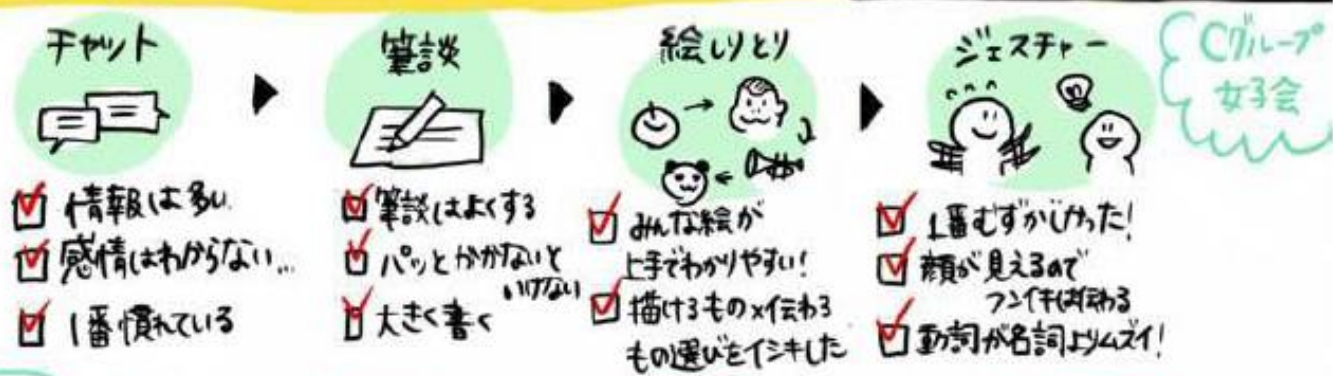 チャット
情報は多い
感情はわからない…
1番慣れている
筆談
筆談はよくする
パッとかかないと
いけない
大きく書く
絵しりとり
みんな絵が
上手でわかりやすい!
描けるもの×伝わる
もの選びをイシキした
ジェスチャー
1番むずかしかった!
顔が見えるので
フンイキは伝わる
動詞が名詞よりムズイ!
Cグループ
女子会